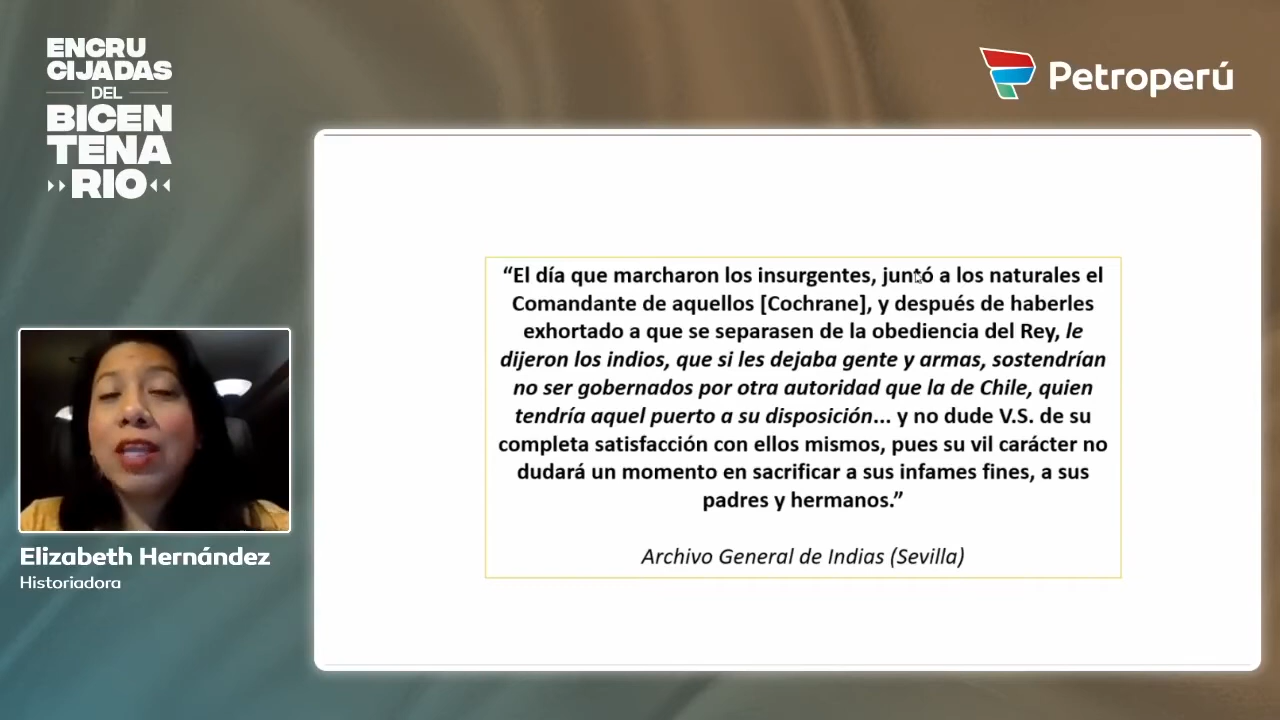 ENCRU
CIJADAS
DEL
BICEN
TENA
RIO
Petroperú
“El día que marcharon los insurgentes, juntó a los naturales el
Comandante de aquellos [Cochrane], y después de haberles
exhortado a que se separasen de la obediencia del Rey, le
dijeron los indios, que si les dejaba gente y armas, sostendrían
no ser gobernados por otra autoridad que la de Chile, quien
tendría aquel puerto a su disposición... y no dude V.S. de su
completa satisfacción con ellos mismos, pues su vil carácter no
dudará un momento en sacrificar a sus infames fines, a sus
padres y hermanos.”
Archivo General de Indias (Sevilla)
Elizabeth Hernández
Historiadora